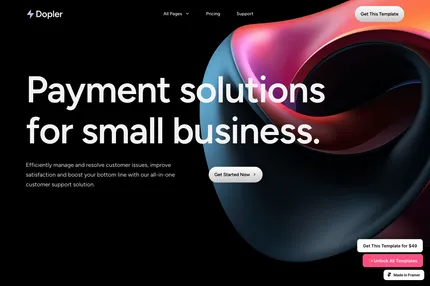 Dopler
All Pages
Pricing
Support
Get This Template
Payment solutions
for small business.
Efficiently manage and resolve customer issues, improve
satisfaction and boost your bottom line with our all-in-one
customer support solution.
Get Started Now
Get This Template for $49
Unlock All Templates
Made in Framer